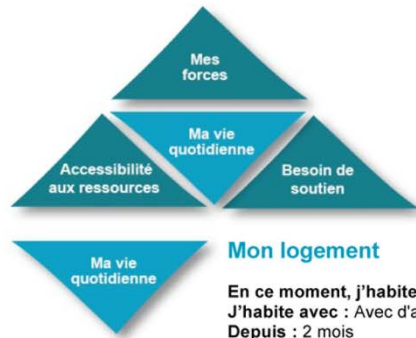 Mes
forces
Ma vie
quotidienne
Accessibilité
aux ressources
Besoin de
soutien
Ma vie
quotidienne
Mon logement
En ce moment, j'habite
J'habite avec : Avec d'a
Depuis : 2 mois